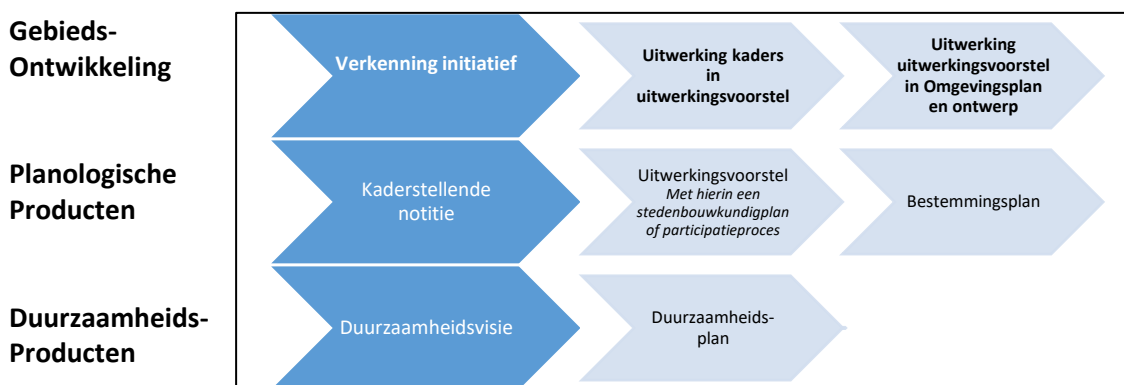 Gebieds-
Ontwikkeling
Verkenning initiatief
Uitwerking kaders
in
uitwerkingsvoorstel
Uitwerking
uitwerkingsvoorstel
in Omgevingsplan
en ontwerp
Planologische
Producten
Kaderstellende
notitie
Uitwerkingsvoorstel
Met hierin een
stedenbouwkundigplan
of participatieproces
Bestemmingsplan
Duurzaamheids-
Producten
Duurzaamheidsvisie
Duurzaamheids-
plan